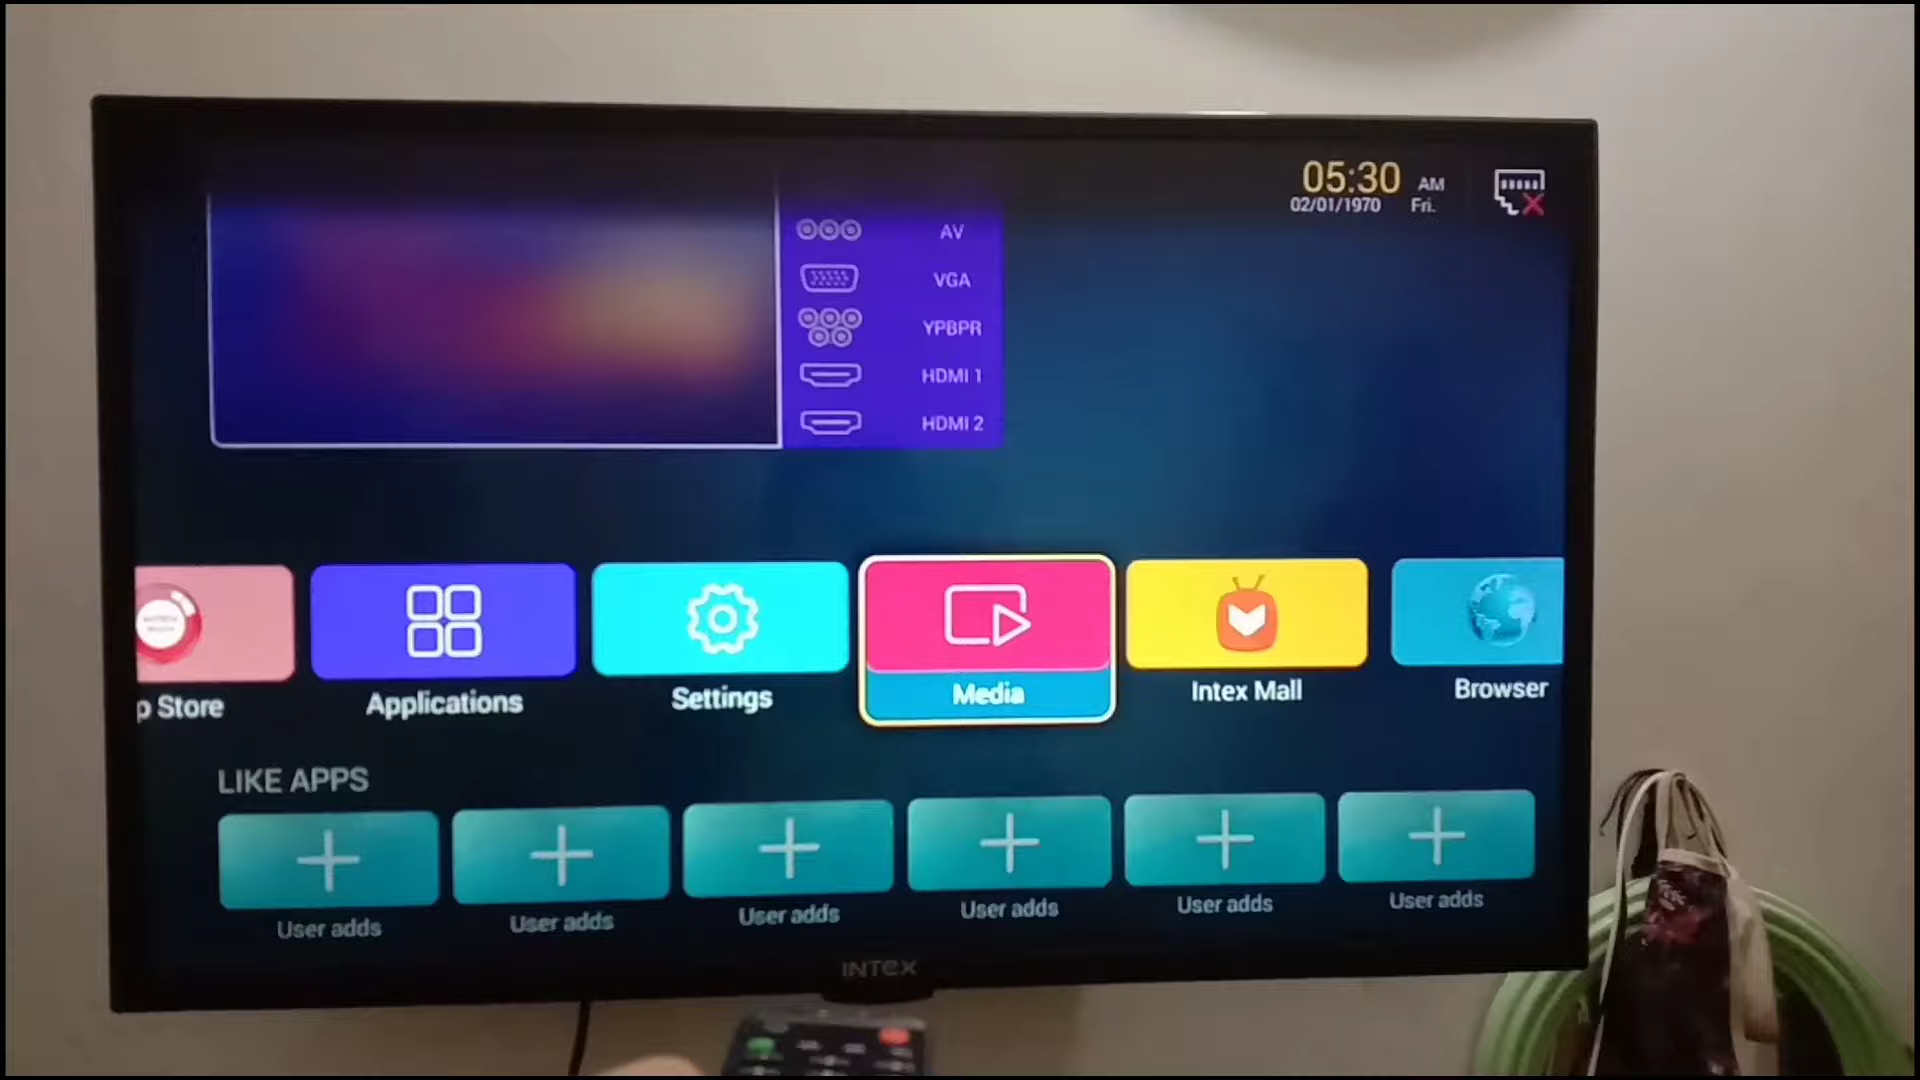 05:30 AM
02/01/1970 Fri.
AV
VGA
YPBPR
HDMI 1
HDMI 2
p Store
Applications
Settings
Media
Intex Mall
Browser
LIKE APPS
User adds
User adds
User adds
User adds
User adds
User adds
INTEX